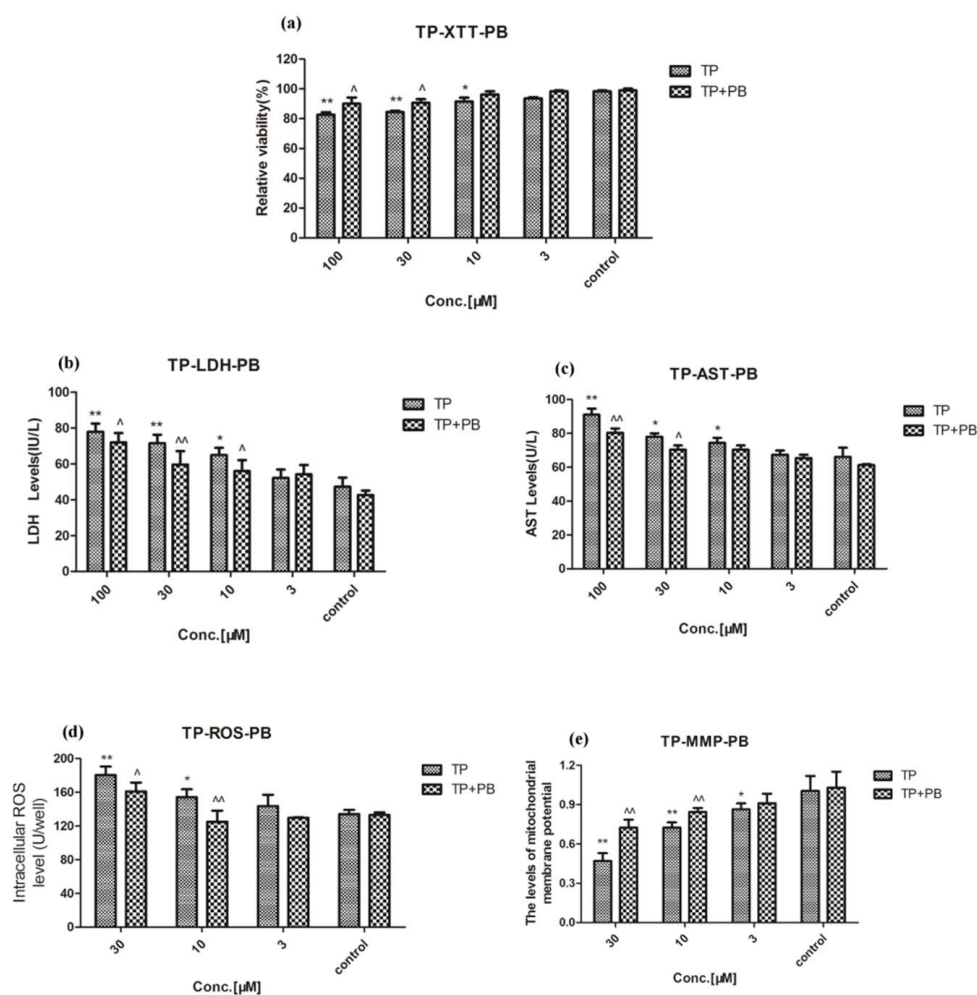 (a)
TP-XTT-PB
Relative viability(%)
120
100
80
60
40
20
0
** ^ ** ^ *
100 30 10 3 control
Conc.[µM]
TP
TP+PB
(b)
TP-LDH-PB
LDH Levels(IU/L)
100
80
60
40
20
0
** ^ ** ^^ * ^
100 30 10 3 control
Conc.[µM]
TP
TP+PB
(c)
TP-AST-PB
AST Levels(U/L)
100
80
60
40
20
0
** ^^ * ^ *
100 30 10 3 control
Conc.[µM]
TP
TP+PB
(d)
TP-ROS-PB
Intracellular ROS
level (U/well)
200
160
120
80
40
0
** ^ * ^^
30 10 3 control
Conc.[µM]
TP
TP+PB
(e)
TP-MMP-PB
The levels of mitochondrial
membrane potential
1.2
0.9
0.6
0.3
0.0
** ^^ ** ^^ *
30 10 3 control
Conc.[µM]
TP
TP+PB